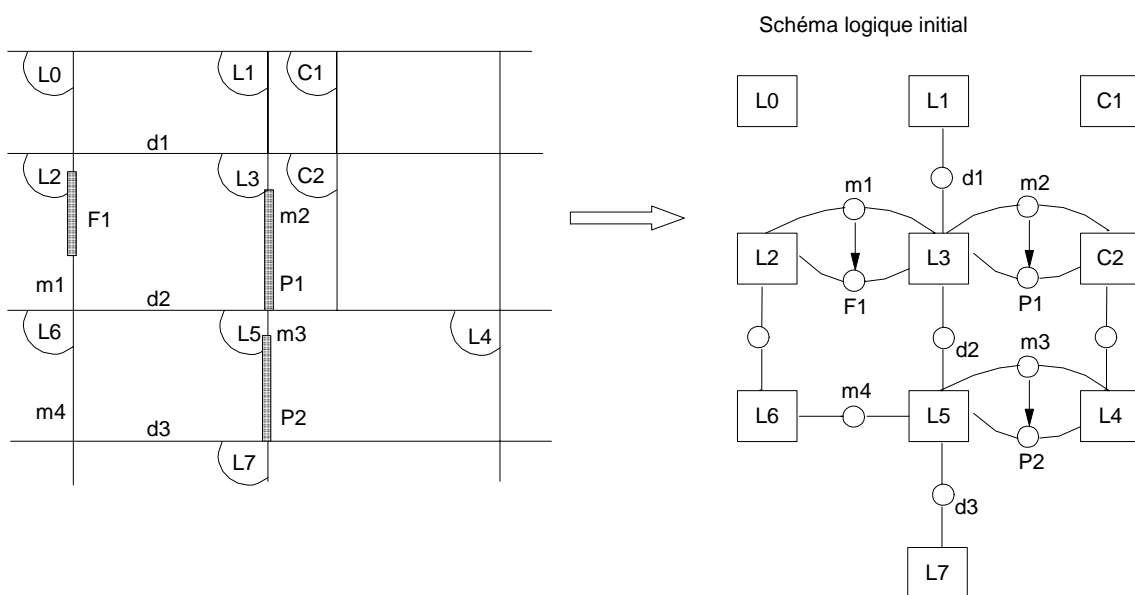 Schéma logique initial
L0
L1
C1
d1
L2
L3
C2
F1
m2
m1
P1
d2
L6
L5
m3
L4
m4
P2
d3
L7
L0
L1
C1
m1
d1
m2
L2
L3
C2
F1
P1
d2
m3
m4
L6
L5
L4
P2
d3
L7